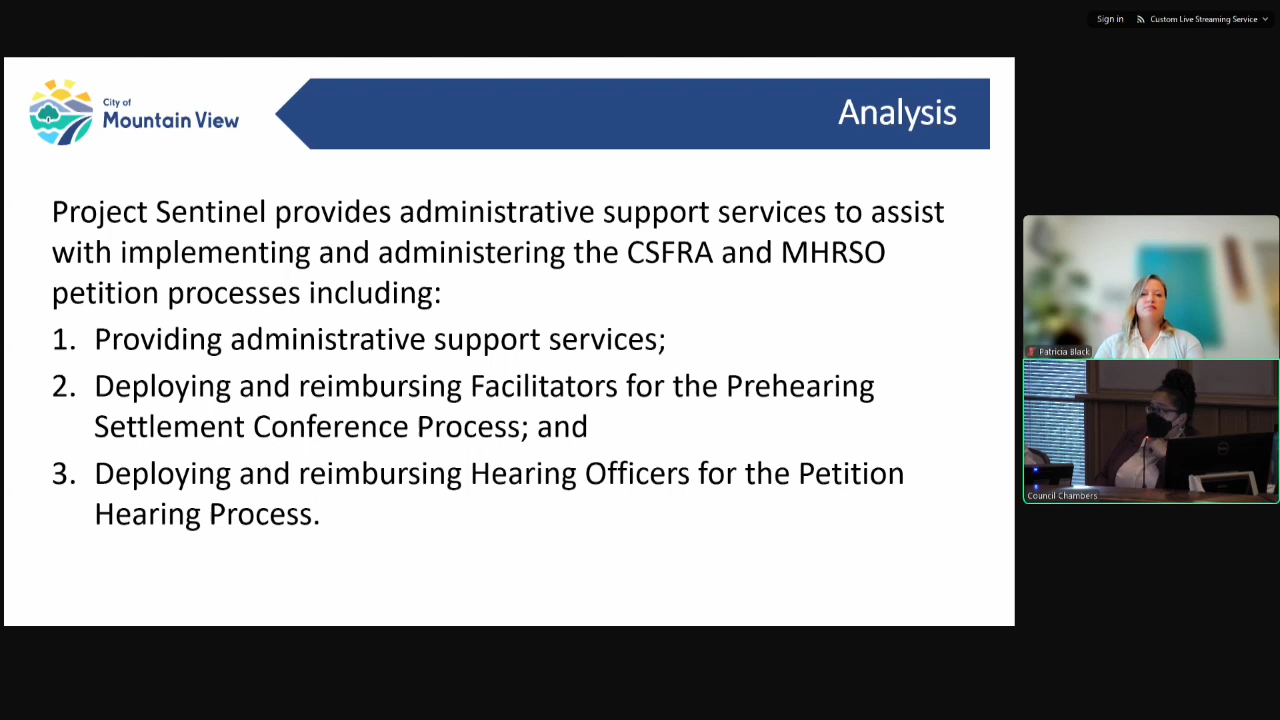 Sign in
Custom Live Streaming Service
City of
Mountain View
Analysis
Project Sentinel provides administrative support services to assist
with implementing and administering the CSFRA and MHRSO
petition processes including:
1. Providing administrative support services;
2. Deploying and reimbursing Facilitators for the Prehearing
Settlement Conference Process; and
3. Deploying and reimbursing Hearing Officers for the Petition
Hearing Process.
Patricia Black
Council Chambers